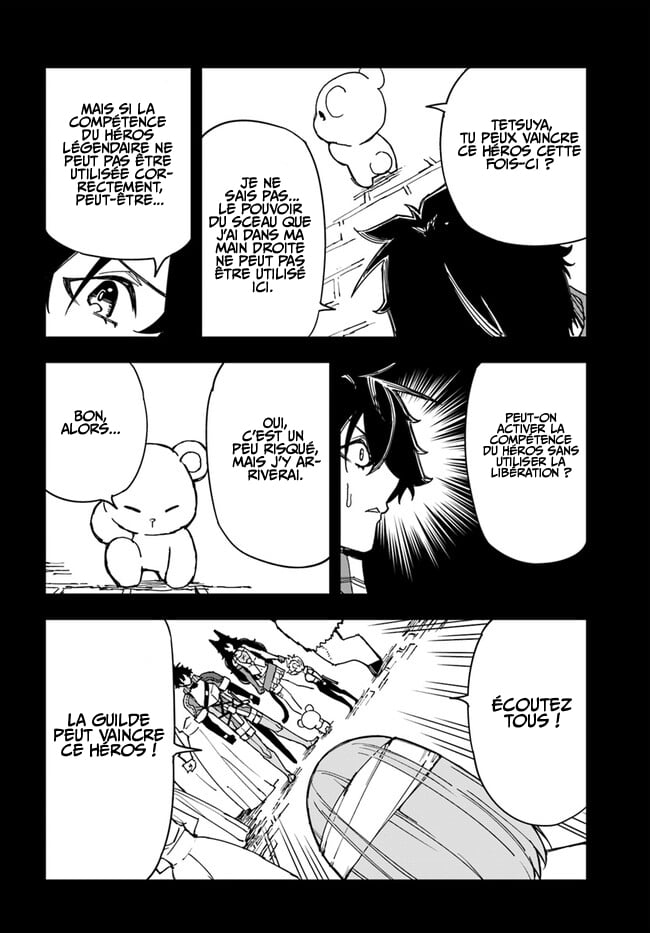 TETSUYA,
TU PEUX VAINCRE
CE HÉROS CETTE
FOIS-CI ?
JE NE
SAIS PAS...
LE POUVOIR
DU SCEAU QUE
J'AI DANS MA
MAIN DROITE
NE PEUT PAS
ÊTRE UTILISÉ
ICI.
MAIS SI LA
COMPÉTENCE
DU HÉROS
LÉGENDAIRE NE
PEUT PAS ÊTRE
UTILISÉE COR-
RECTEMENT,
PEUT-ÊTRE...
PEUT-ON
ACTIVER LA
COMPÉTENCE
DU HÉROS SANS
UTILISER LA
LIBÉRATION ?
OUI,
C'EST UN
PEU RISQUÉ,
MAIS J'Y AR-
RIVERAI.
BON,
ALORS...
ÉCOUTEZ
TOUS !
LA GUILDE
PEUT VAINCRE
CE HÉROS !